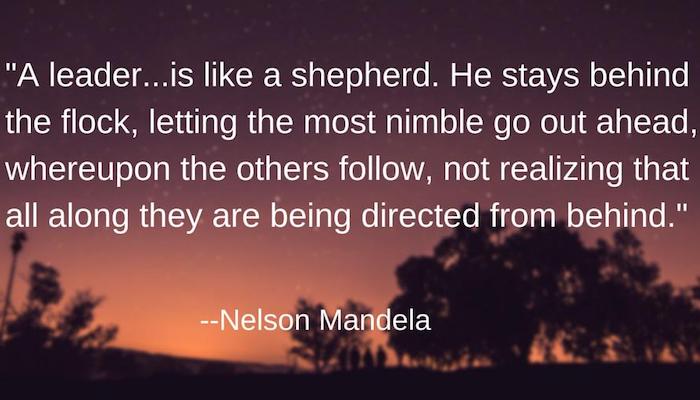 "A leader...is like a shepherd. He stays behind
the flock, letting the most nimble go out ahead,
whereupon the others follow, not realizing that
all along they are being directed from behind."
--Nelson Mandela